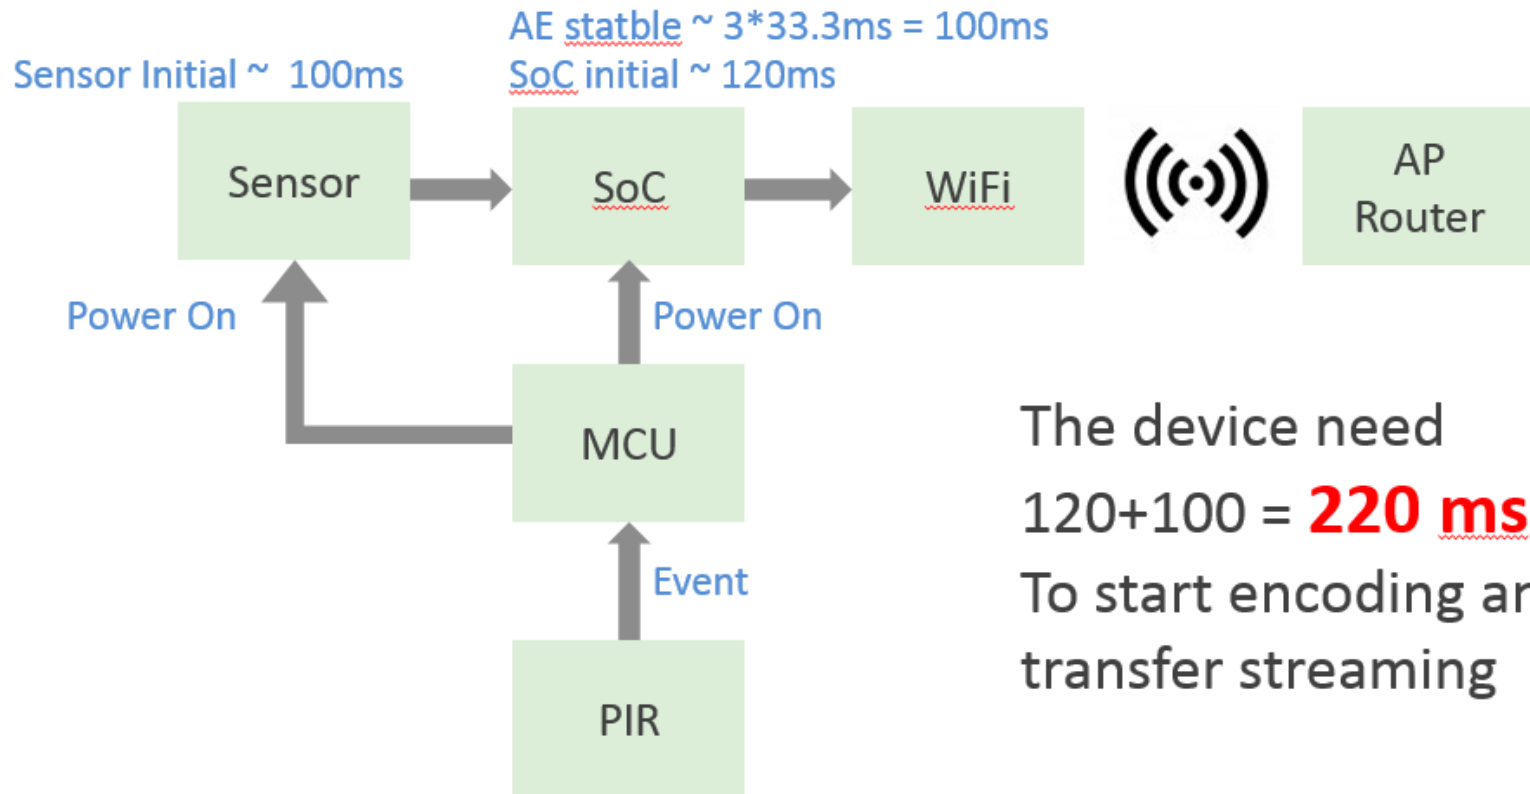 AE statble ~ 3*33.3ms = 100ms
Sensor Initial ~ 100ms
SoC initial ~ 120ms
Sensor
SoC
WiFi
AP
Router
Power On
Power On
MCU
The device need
120+100 = 220 ms
Event
To start encoding
transfer streaming
PIR